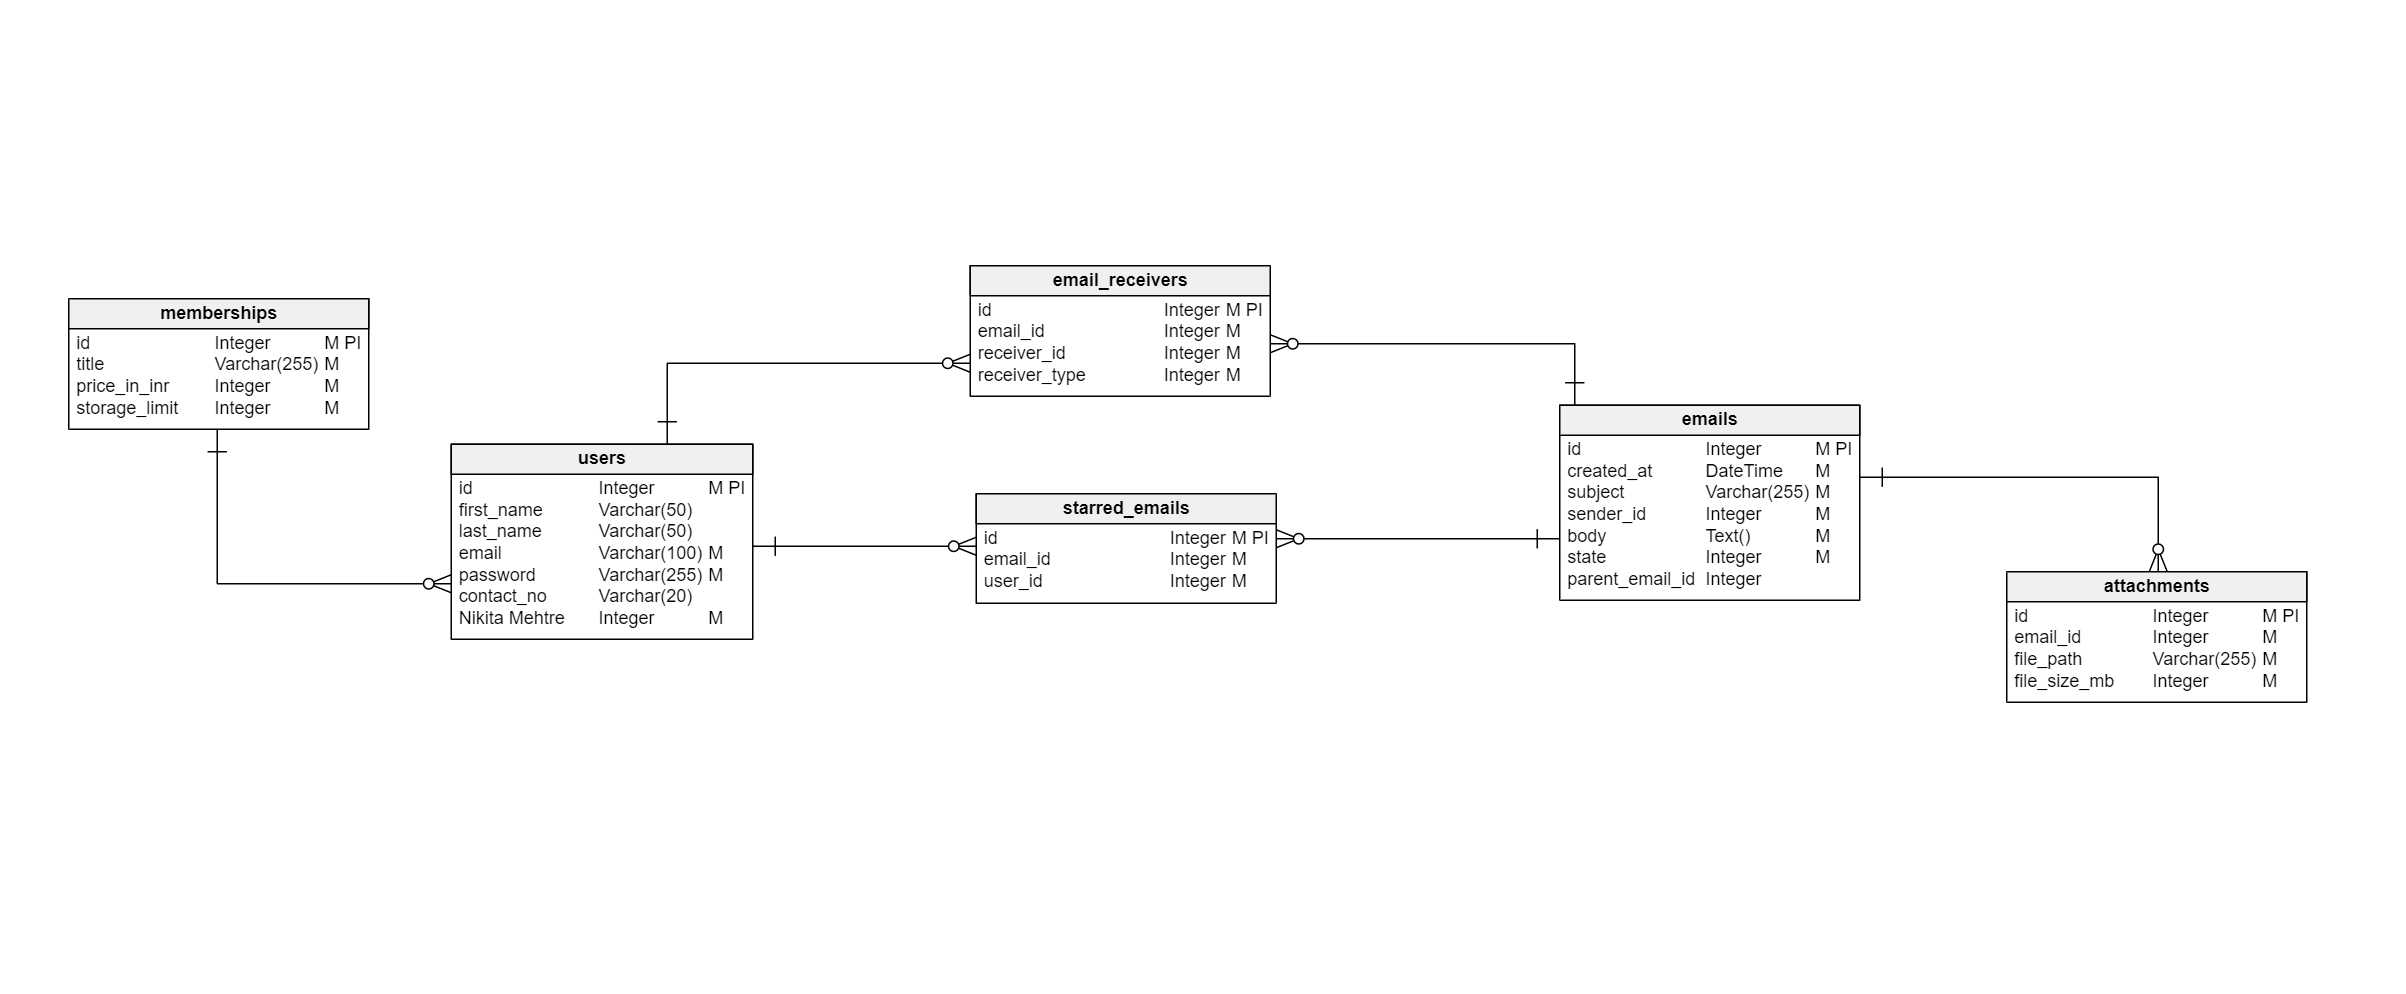 memberships
id Integer M PI
title Varchar(255) M
price_in_inr Integer M
storage_limit Integer M
users
id Integer M PI
first_name Varchar(50)
last_name Varchar(50)
email Varchar(100) M
password Varchar(255) M
contact_no Varchar(20)
Nikita Mehtre Integer M
email_receivers
id Integer M PI
email_id Integer M
receiver_id Integer M
receiver_type Integer M
starred_emails
id Integer M PI
email_id Integer M
user_id Integer M
emails
id Integer M PI
created_at DateTime M
subject Varchar(255) M
sender_id Integer M
body Text() M
state Integer M
parent_email_id Integer
attachments
id Integer M PI
email_id Integer M
file_path Varchar(255) M
file_size_mb Integer M